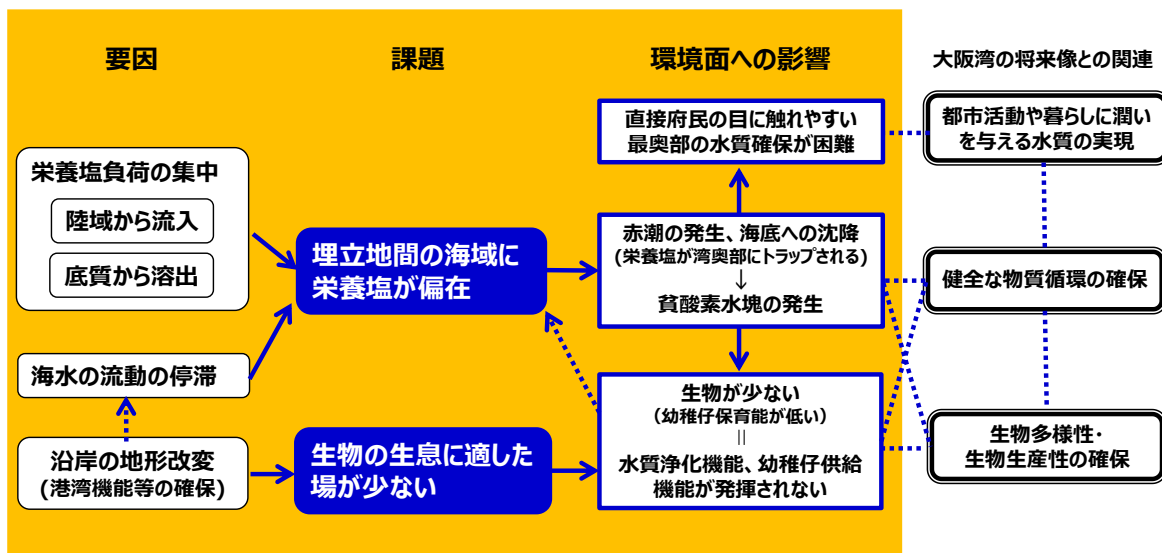 要因
課題
環境面への影響
大阪湾の将来像との関連
栄養塩負荷の集中
陸域から流入
底質から溶出
海水の流動の停滞
沿岸の地形改変
(港湾機能等の確保)
埋立地間の海域に
栄養塩が偏在
生物の生息に適した
場が少ない
直接府民の目に触れやすい
最奥部の水質確保が困難
赤潮の発生、海底への沈降
(栄養塩が湾奥部にトラップされる)
↓
貧酸素水塊の発生
生物が少ない
(幼稚仔保育能が低い)
||
水質浄化機能、幼稚仔供給
機能が発揮されない
都市活動や暮らしに潤い
を与える水質の実現
健全な物質循環の確保
生物多様性・
生物生産性の確保